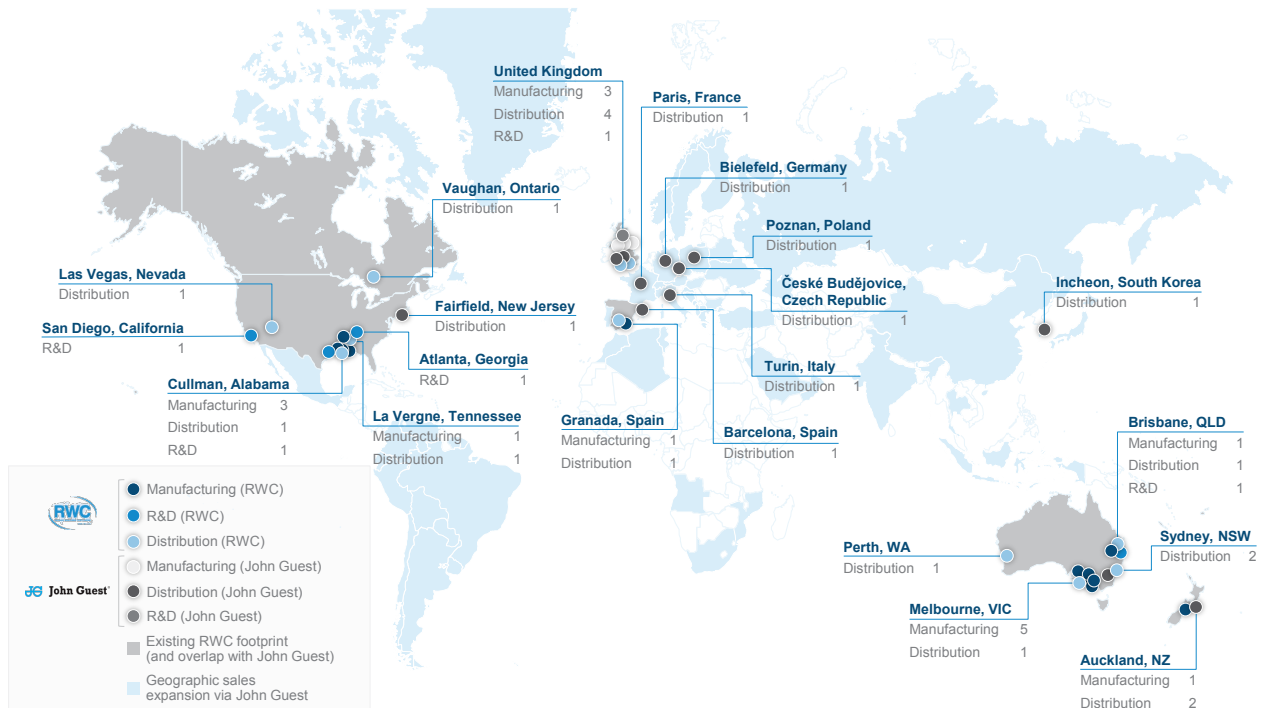 United Kingdom
Manufacturing 3
Distribution 4
R&D 1
Paris, France
Distribution 1
Bielefeld, Germany
Distribution 1
Vaughan, Ontario
Distribution 1
Poznan, Poland
Distribution 1
Las Vegas, Nevada
Distribution 1
České Budějovice,
Czech Republic
Distribution 1
Incheon, South Korea
Distribution 1
Fairfield, New Jersey
Distribution 1
San Diego, California
R&D 1
Atlanta, Georgia
R&D 1
Turin, Italy
Distribution 1
Cullman, Alabama
Manufacturing 3
Distribution 1
R&D 1
La Vergne, Tennessee
Manufacturing 1
Distribution 1
Granada, Spain
Manufacturing 1
Distribution 1
Barcelona, Spain
Distribution 1
Brisbane, QLD
Manufacturing 1
Distribution 1
R&D 1
Sydney, NSW
Distribution 2
Perth, WA
Distribution 1
Melbourne, VIC
Manufacturing 5
Distribution 1
Auckland, NZ
Manufacturing 1
Distribution 2
RWC
Manufacturing (RWC)
R&D (RWC)
Distribution (RWC)
JG John Guest
Manufacturing (John Guest)
Distribution (John Guest)
R&D (John Guest)
Existing RWC footprint
(and overlap with John Guest)
Geographic sales
expansion via John Guest